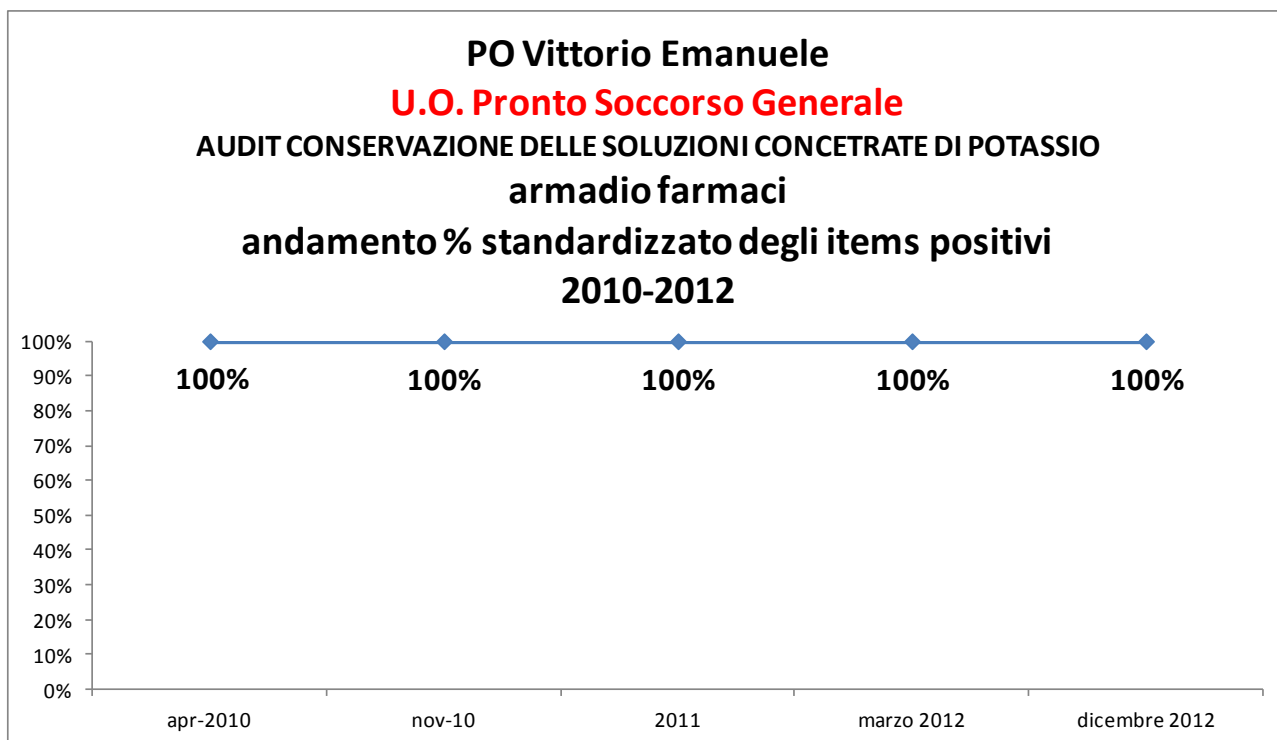 PO Vittorio Emanuele
U.O. Pronto Soccorso Generale
AUDIT CONSERVAZIONE DELLE SOLUZIONI CONCETRATE DI POTASSIO
armadio farmaci
andamento % standardizzato degli items positivi
2010-2012
100%
90%
80%
70%
60%
50%
40%
30%
20%
10%
0%
100% 100% 100% 100% 100%
apr-2010 nov-10 2011 marzo 2012 dicembre 2012